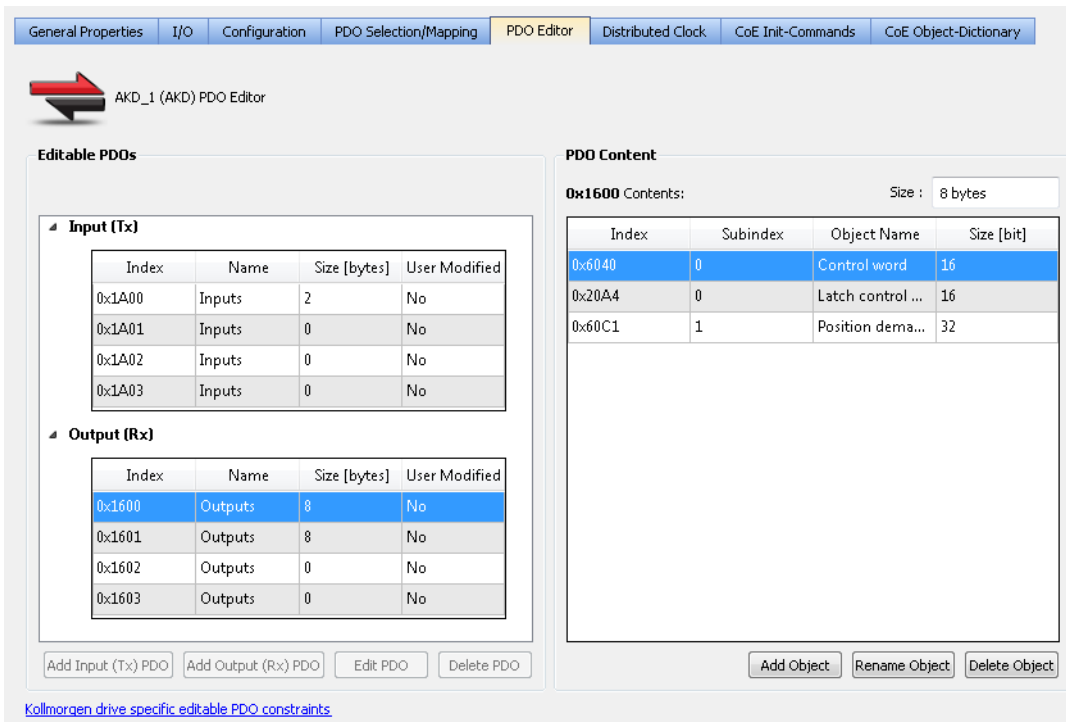 General Properties I/O Configuration PDO Selection/Mapping PDO Editor Distributed Clock CoE Init-Commands CoE Object-Dictionary
AKD_1 (AKD) PDO Editor
Editable PDOs
Input (Tx)
Index Name Size [bytes] User Modified
0x1A00 Inputs 2 No
0x1A01 Inputs 0 No
0x1A02 Inputs 0 No
0x1A03 Inputs 0 No
Output (Rx)
Index Name Size [bytes] User Modified
0x1600 Outputs 8 No
0x1601 Outputs 8 No
0x1602 Outputs 0 No
0x1603 Outputs 0 No
Add Input (Tx) PDO Add Output (Rx) PDO Edit PDO Delete PDO
Kollmorgen drive specific editable PDO constraints
PDO Content
0x1600 Contents: Size : 8 bytes
Index Subindex Object Name Size [bit]
0x6040 0 Control word 16
0x20A4 0 Latch control ... 16
0x60C1 1 Position dema... 32
Add Object Rename Object Delete Object